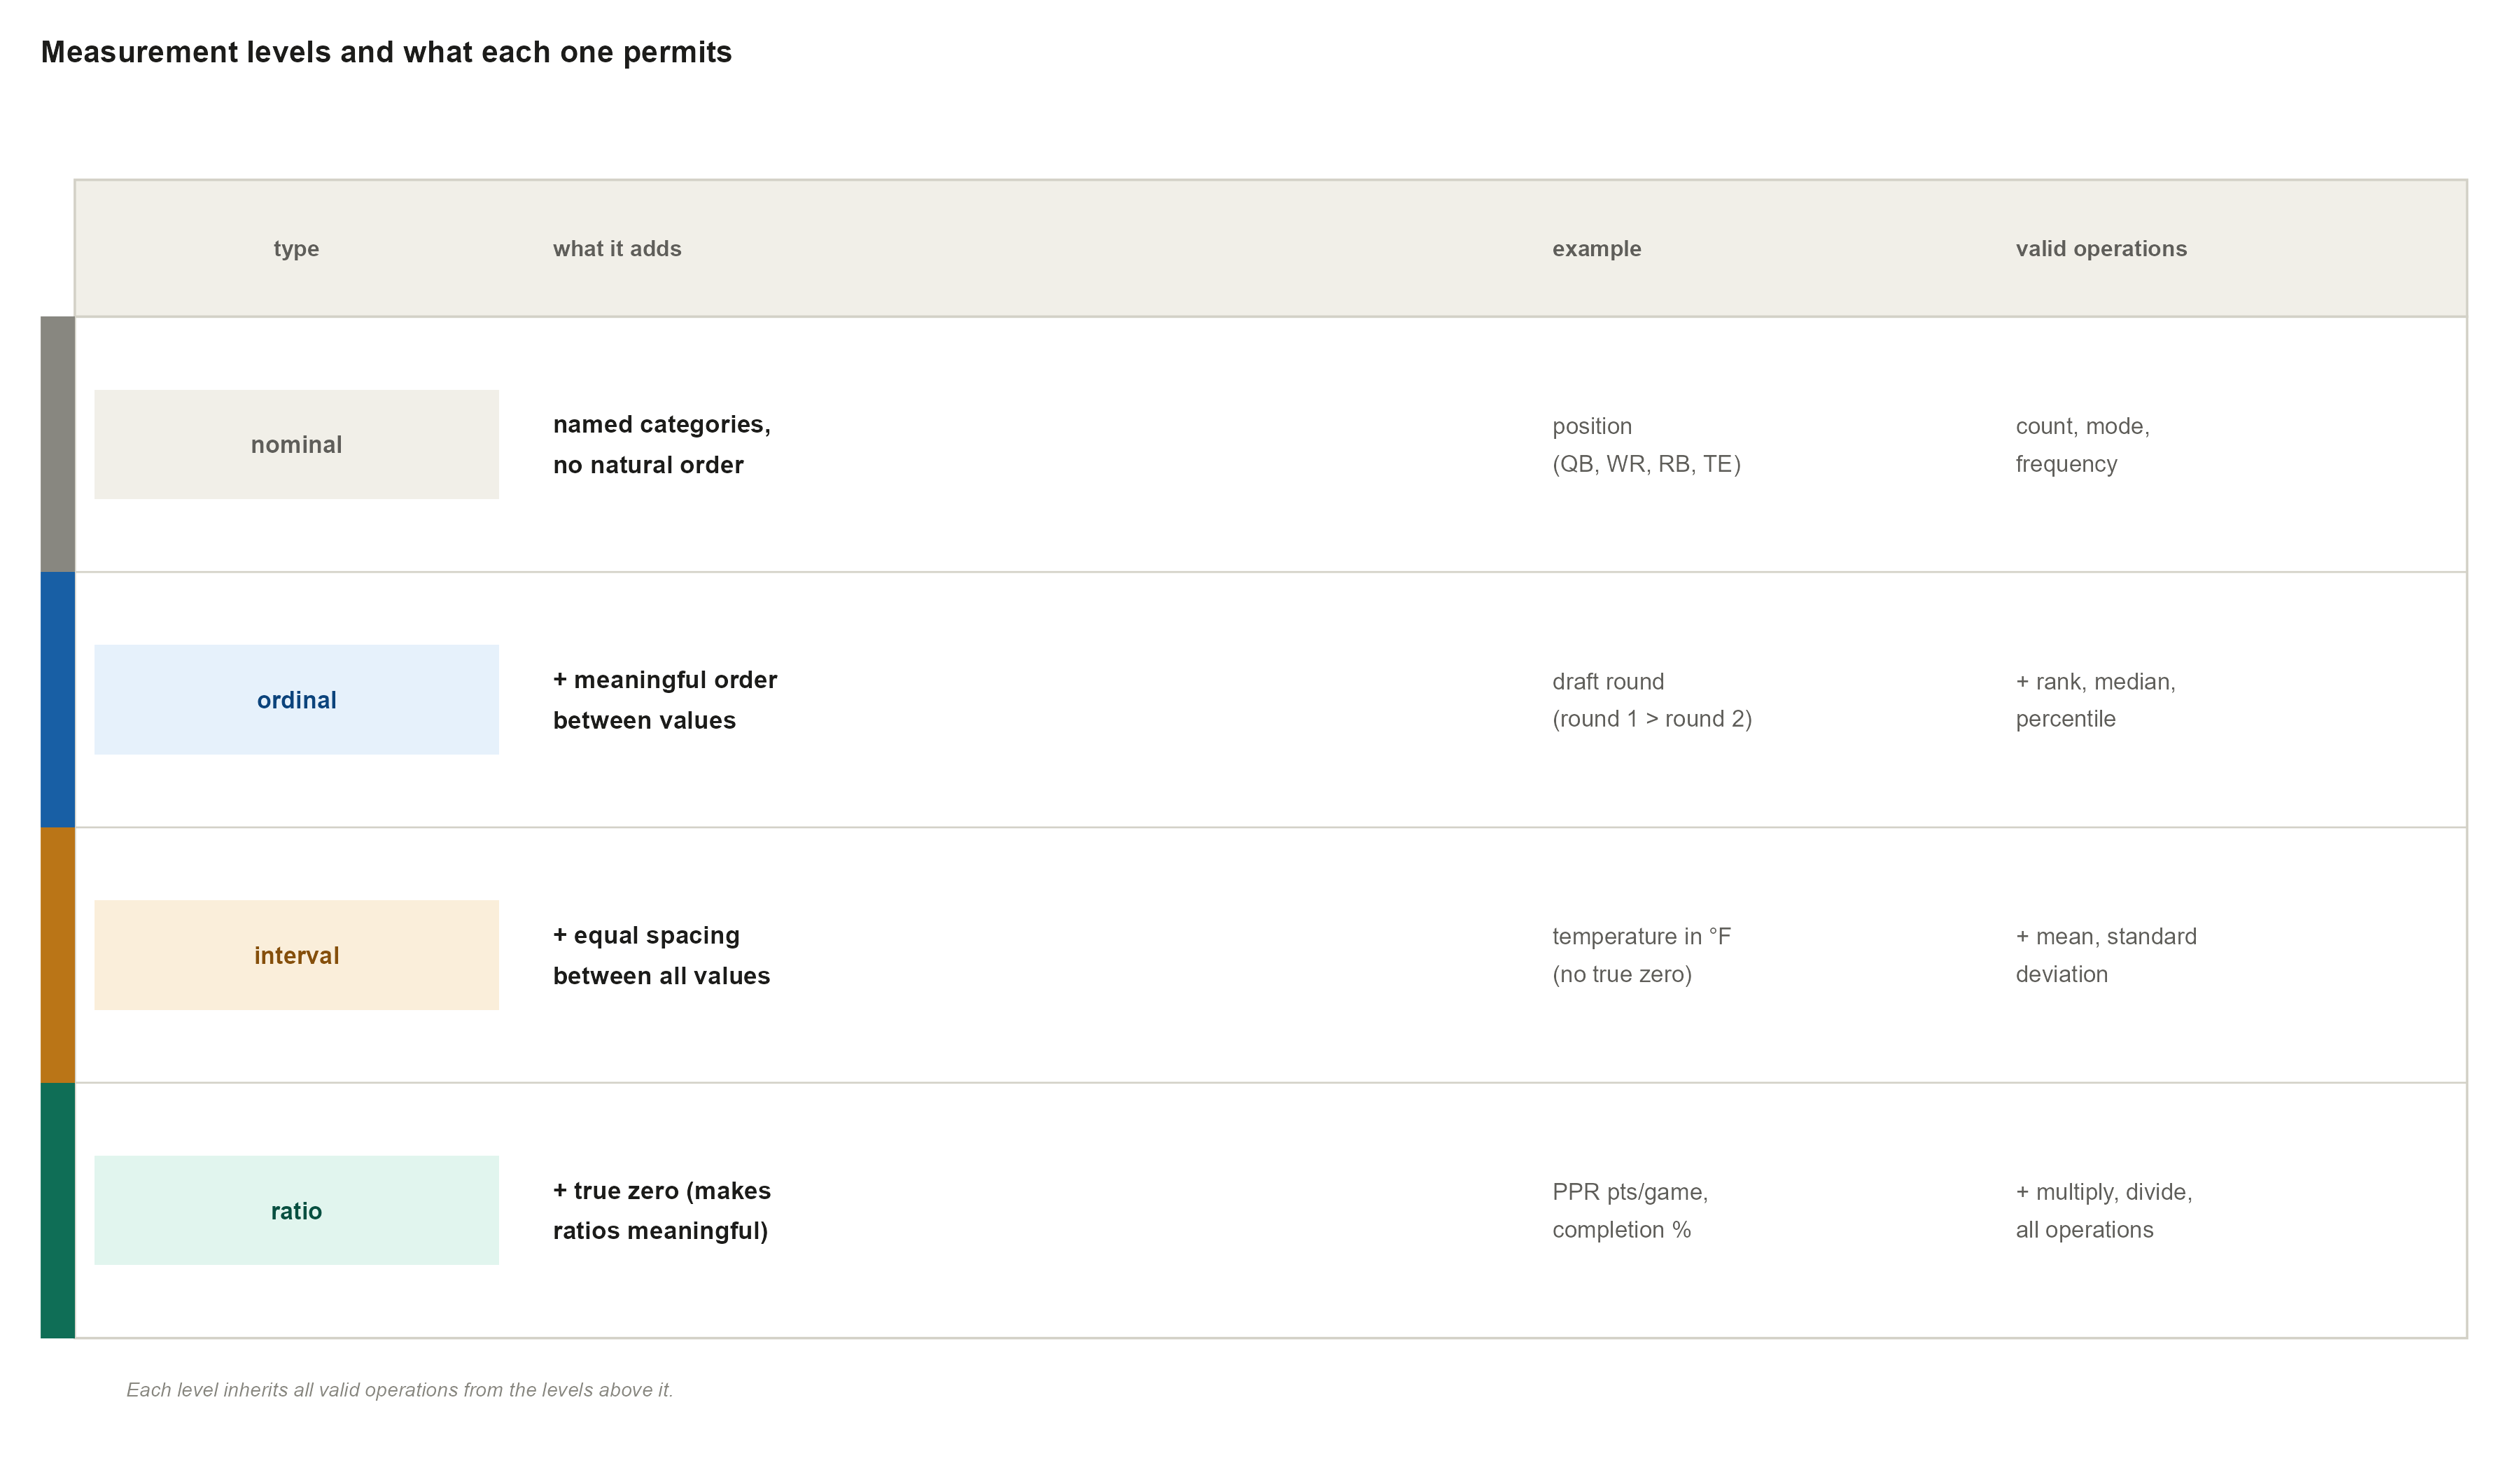 Measurement levels and what each one permits
type what it adds example valid operations
nominal
named categories,
no natural order
position
(QB, WR, RB, TE)
count, mode,
frequency
ordinal
+ meaningful order
between values
draft round
(round 1 > round 2)
+ rank, median,
percentile
interval
+ equal spacing
between all values
temperature in °F
(no true zero)
+ mean, standard
deviation
ratio
+ true zero (makes
ratios meaningful)
PPR pts/game,
completion %
+ multiply, divide,
all operations
Each level inherits all valid operations from the levels above it.